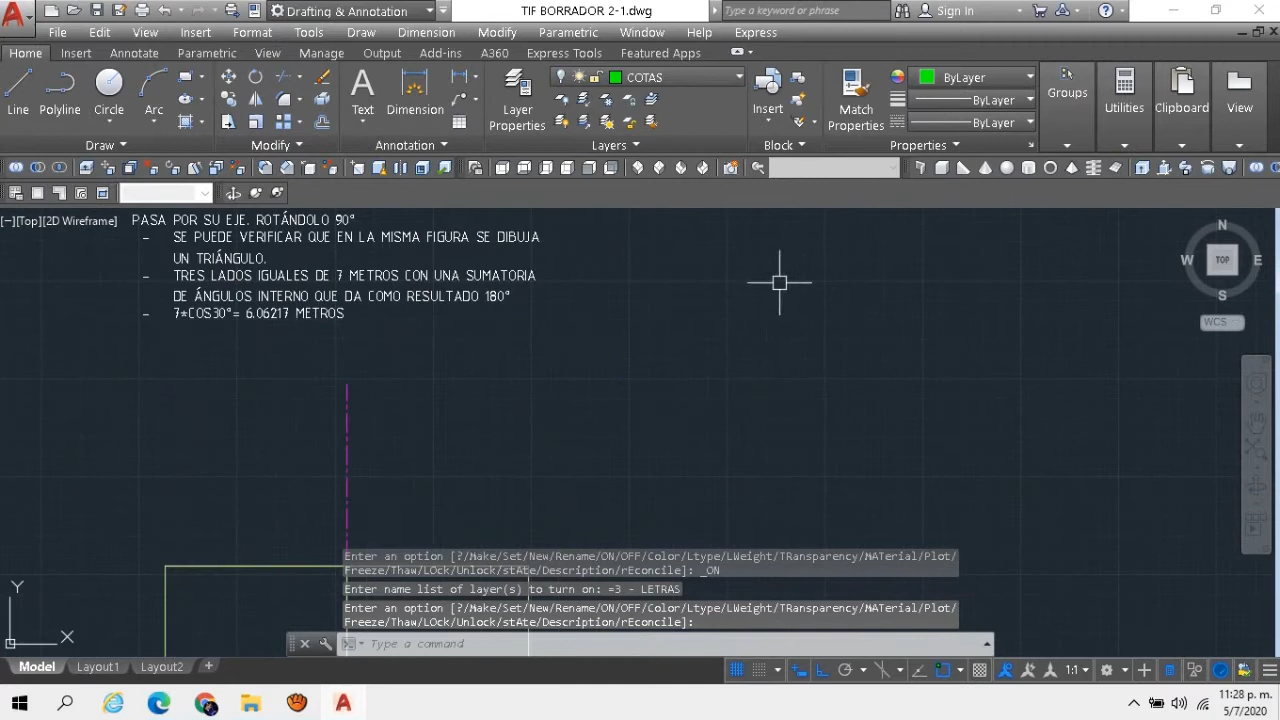 Drafting & Annotation
TIF BORRADOR 2-1.dwg
Type a keyword or phrase
Sign In
File Edit View Insert Format Tools Draw Dimension Modify Parametric Window Help Express
Home Insert Annotate Parametric View Manage Output Add-ins A360 Express Tools Featured Apps
COTAS
ByLayer
Line Polyline Circle Arc Text Dimension Layer Properties Insert Match Properties Groups Utilities Clipboard View
ByLayer
ByLayer
Draw Modify Annotation Layers Block Properties
[−][Top][2D Wireframe]
PASA POR SU EJE. ROTÁNDOLO 90°
- SE PUEDE VERIFICAR QUE EN LA MISMA FIGURA SE DIBUJA
UN TRIÁNGULO.
- TRES LADOS IGUALES DE 7 METROS CON UNA SUMATORIA
DE ÁNGULOS INTERNO QUE DA COMO RESULTADO 180°
- 7*COS30°= 6.06217 METROS
N
W TOP E
S
WCS
Enter an option [?/Make/Set/New/Rename/ON/OFF/Color/Ltype/LWeight/TRansparency/MATerial/Plot/
Freeze/Thaw/LOck/Unlock/stAte/Description/rEconcile]: _ON
Enter name list of layer(s) to turn on: =3 - LETRAS
Enter an option [?/Make/Set/New/Rename/ON/OFF/Color/Ltype/LWeight/TRansparency/MATerial/Plot/
Freeze/Thaw/LOck/Unlock/stAte/Description/rEconcile]:
Y
X
Type a command
Model Layout1 Layout2 +
1:1
11:28 p. m.
5/7/2020